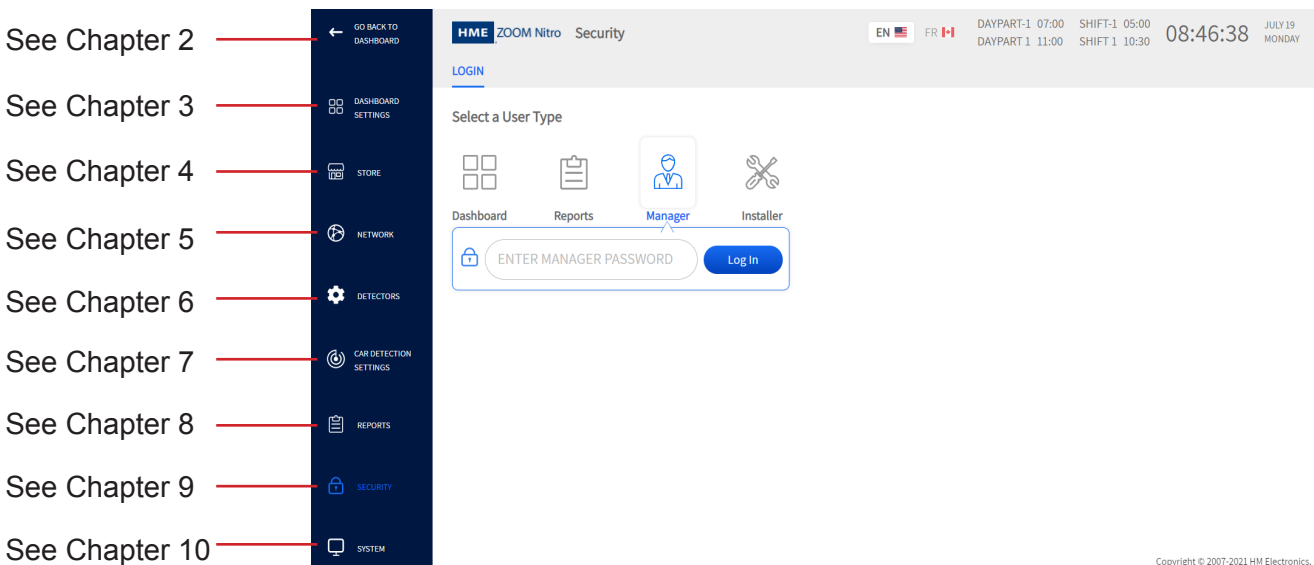 See Chapter 2
See Chapter 3
See Chapter 4
See Chapter 5
See Chapter 6
See Chapter 7
See Chapter 8
See Chapter 9
See Chapter 10
GO BACK TO
DASHBOARD
DASHBOARD
SETTINGS
STORE
NETWORK
DETECTORS
CAR DETECTION
SETTINGS
REPORTS
SECURITY
SYSTEM
HME ZOOM Nitro Security
EN FR
DAYPART-1 07:00 SHIFT-1 05:00
DAYPART 1 11:00 SHIFT 1 10:30
08:46:38
JULY 19
MONDAY
LOGIN
Select a User Type
Dashboard Reports Manager Installer
ENTER MANAGER PASSWORD Log In
Copyright © 2007-2021 HM Electronics,